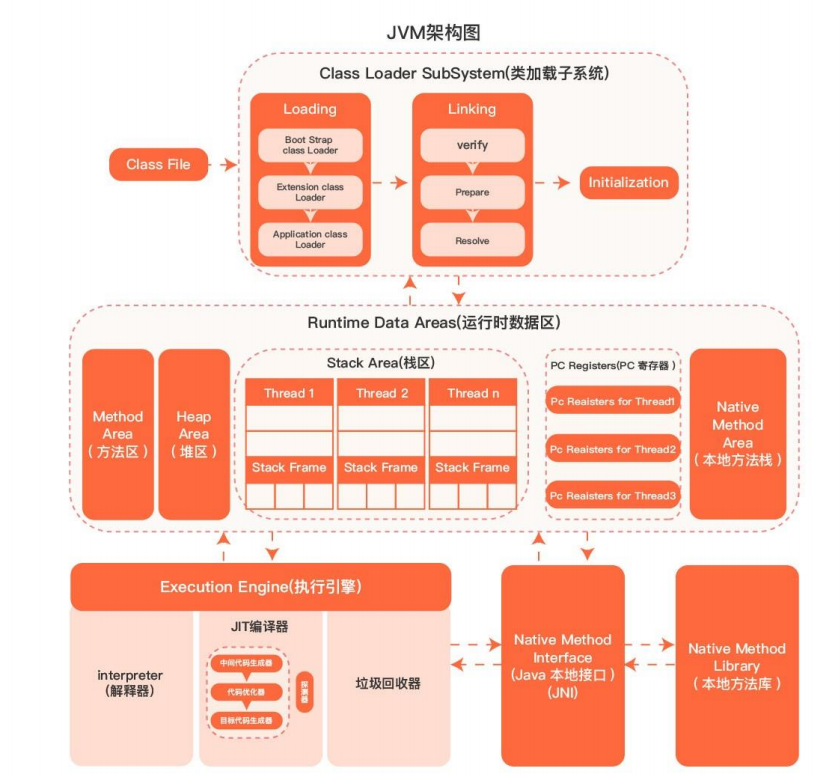 JVM架构图
Class Loader SubSystem(类加载子系统)
Class File
Loading
Boot Strap
class Loader
Extension class
Loader
Application class
Loader
Linking
verify
Prepare
Resolve
Initialization
Runtime Data Areas(运行时数据区)
Method
Area
(方法区)
Heap
Area
(堆区)
Stack Area(栈区)
Thread 1
Thread 2
Thread n
Stack Frame
Stack Frame
Stack Frame
PC Registers(PC 寄存器)
Pc Reaisters for Thread1
Pc Reaisters for Thread2
Pc Reaisters for Thread3
Native
Method
Area
(本地方法栈)
Execution Engine(执行引擎)
interpreter
(解释器)
JIT编译器
中间代码生成器
代码优化器
目标代码生成器
探测器
垃圾回收器
Native Method
Interface
(Java 本地接口)
(JNI)
Native Method
Library
(本地方法库)